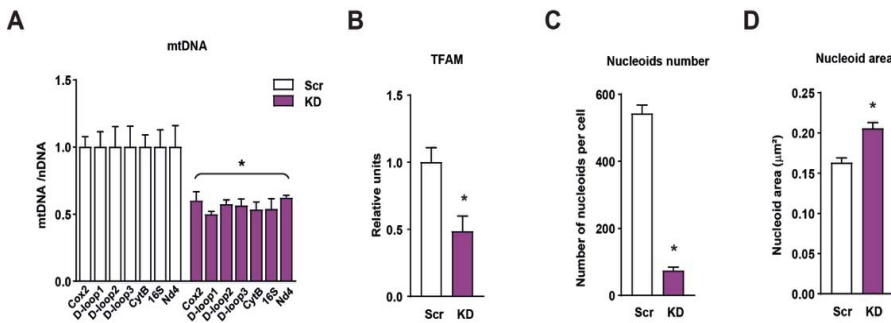 A
mtDNA
mtDNA /nDNA
1.5
1.0
0.5
0.0
Scr
KD
*
Cox2
D-loop1
D-loop2
D-loop3
CytB
16S
Nd4
Cox2
D-loop1
D-loop2
D-loop3
CytB
16S
Nd4
B
TFAM
Relative units
1.5
1.0
0.5
0.0
*
Scr KD
C
Nucleoids number
Number of nucleoids per cell
600
400
200
0
*
Scr KD
D
Nucleoid area
Nucleoid area (µm²)
0.25
0.20
0.15
0.10
0.05
0.0
*
Scr KD